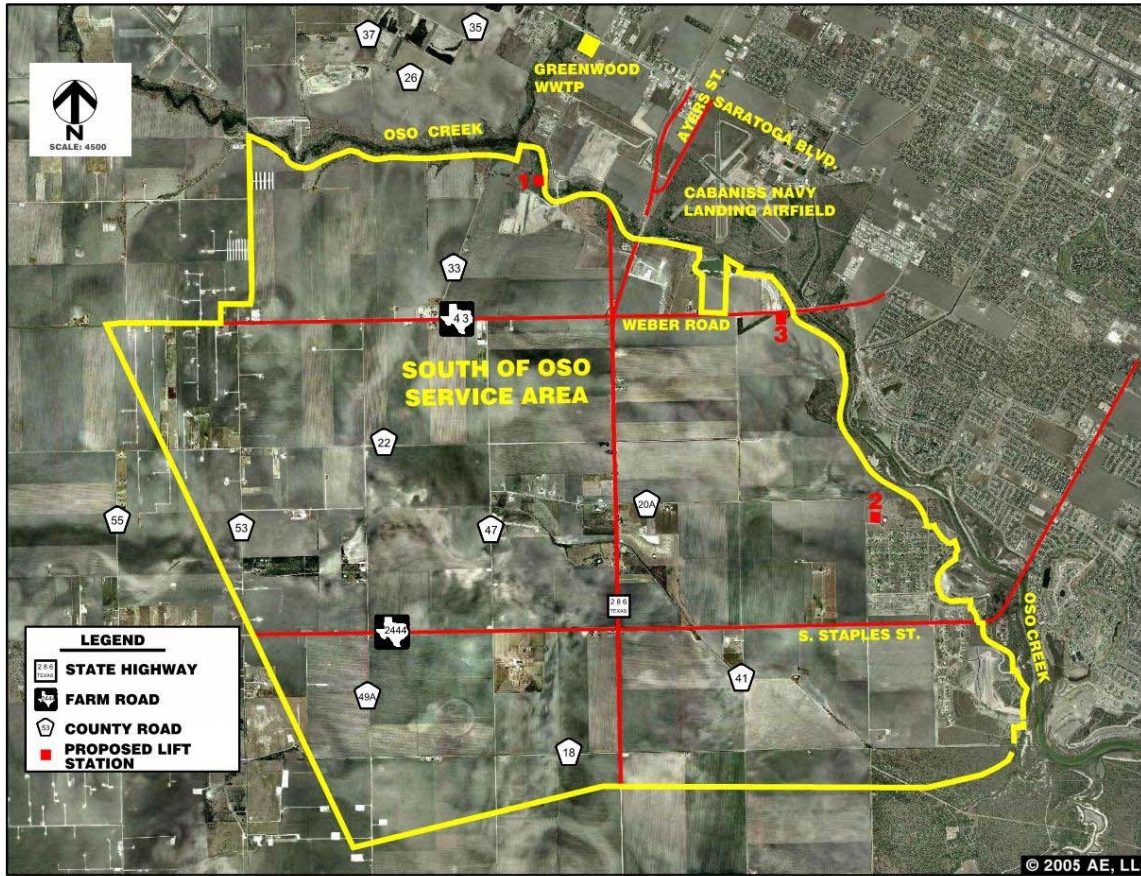 37
35
26
GREENWOOD
WWTP
N
SCALE: 4500
OSO CREEK
AYERS ST.
SARATOGA BLVD.
1
CABANISS NAVY
LANDING AIRFIELD
33
43
WEBER ROAD
3
SOUTH OF OSO
SERVICE AREA
22
55
53
47
20A
2
286
TEXAS
2444
S. STAPLES ST.
OSO CREEK
41
49A
18
LEGEND
286
TEXAS
STATE HIGHWAY
FARM ROAD
53
COUNTY ROAD
PROPOSED LIFT
STATION
© 2005 AE, LL